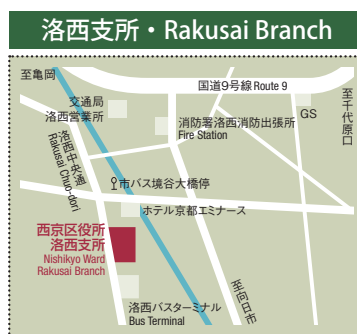 洛西支所・Rakusai Branch
至亀岡
国道9号線 Route 9
交通局
洛西営業所
消防署洛西消防出張所
Fire Station
GS
至千代原口
洛西中央通
Rakusai Chuo-dori
市バス境谷大橋停
ホテル京都エミナース
西京区役所
洛西支所
Nishikyo Ward
Rakusai Branch
至向日市
洛西バスターミナル
Bus Terminal